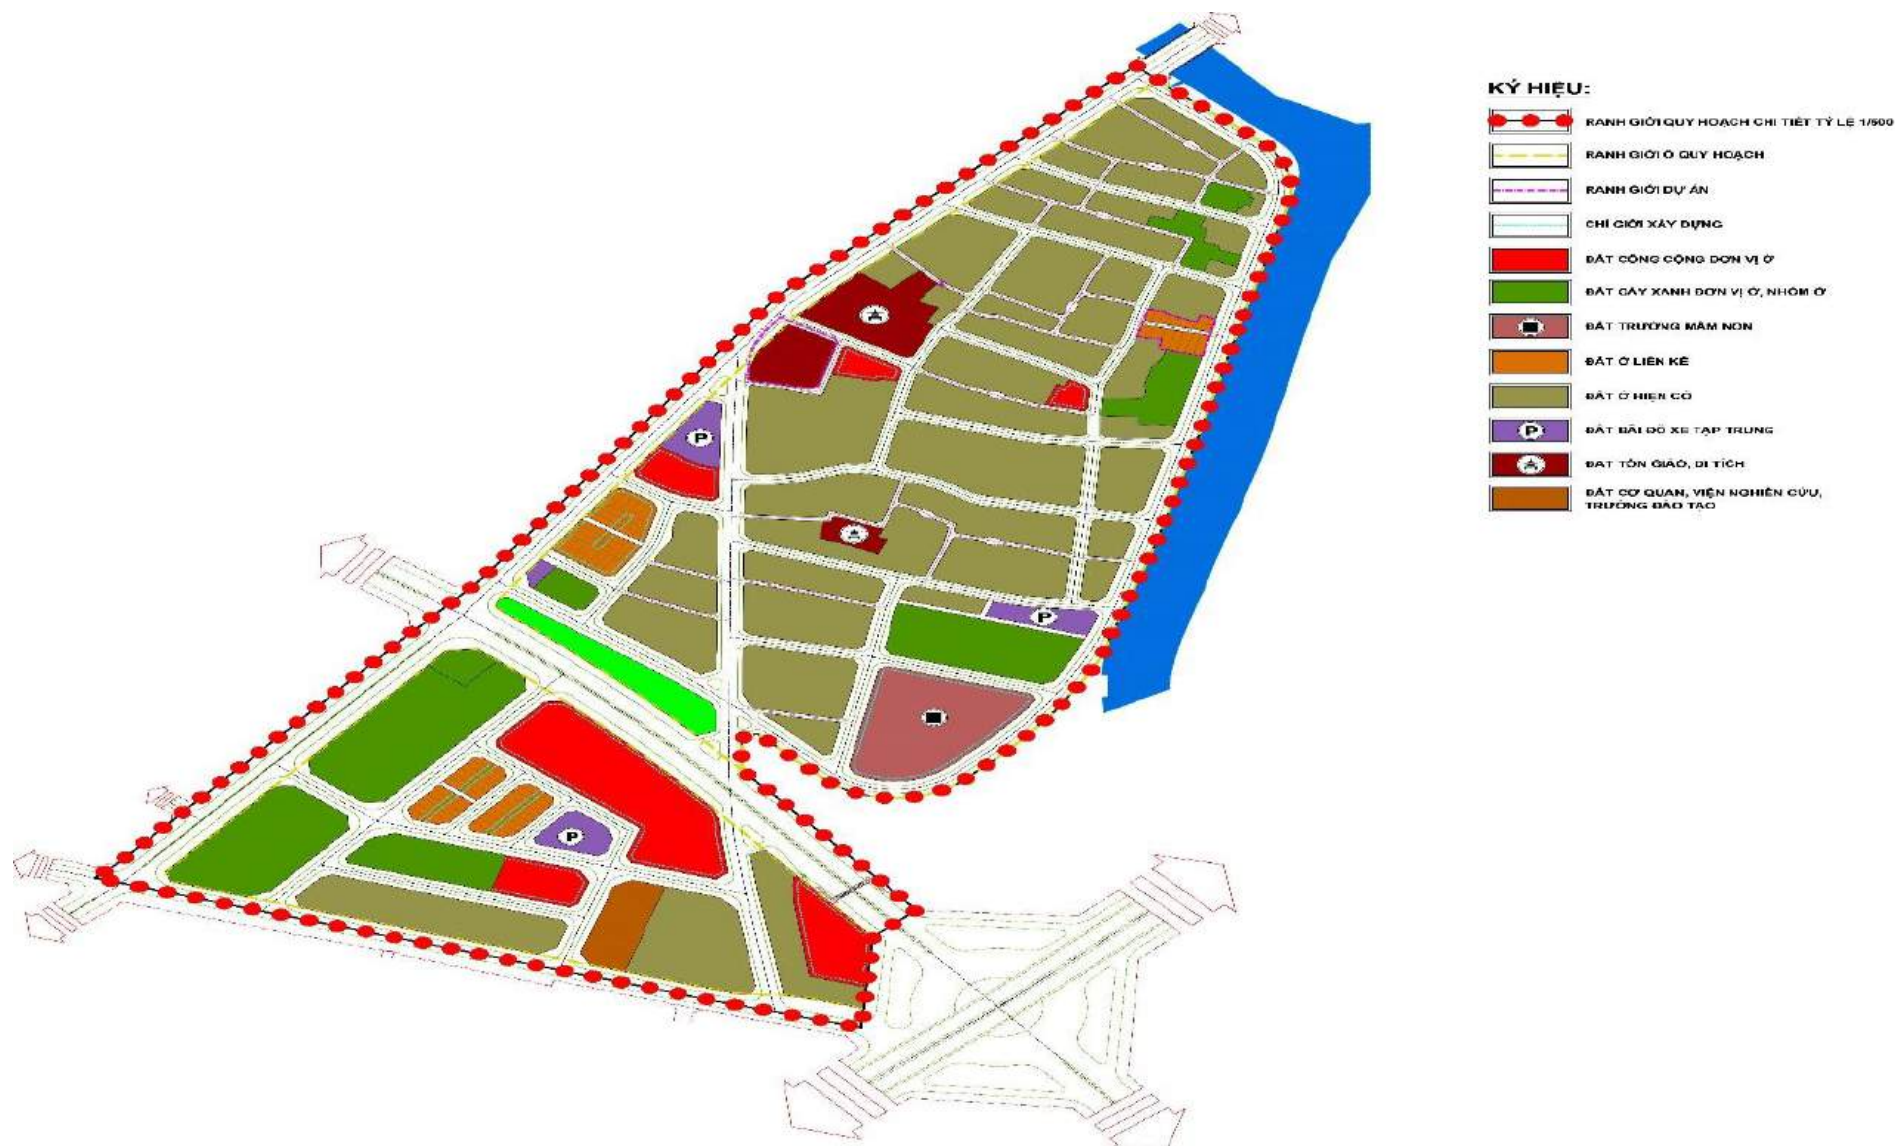 KÝ HIỆU:
RANH GIỚI QUY HOẠCH CHI TIẾT TỶ LỆ 1/500
RANH GIỚI Ô QUY HOẠCH
RANH GIỚI DỰ ÁN
CHỈ GIỚI XÂY DỰNG
ĐẤT CÔNG CỘNG ĐƠN VỊ Ở
ĐẤT CÂY XANH ĐƠN VỊ Ở, NHÓM Ở
ĐẤT TRƯỜNG MẦM NON
ĐẤT Ở LIỀN KỀ
ĐẤT Ở HIỆN CÓ
P ĐẤT BÃI ĐỖ XE TẬP TRUNG
ĐẤT TÔN GIÁO, DI TÍCH
ĐẤT CƠ QUAN, VIỆN NGHIÊN CỨU,
TRƯỜNG ĐÀO TẠO
P
P
P